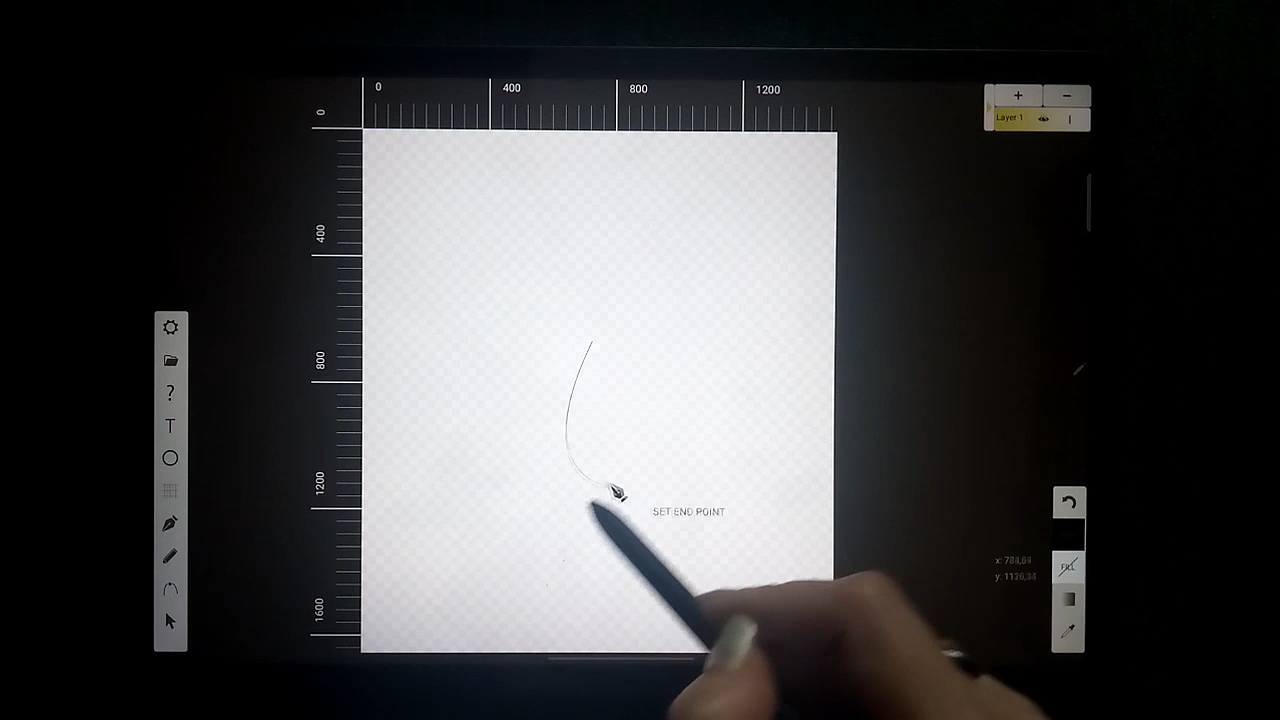 0 400 800 1200
0
400
800
1200
1600
+ −
Layer 1
?
T
SET END POINT
FILL